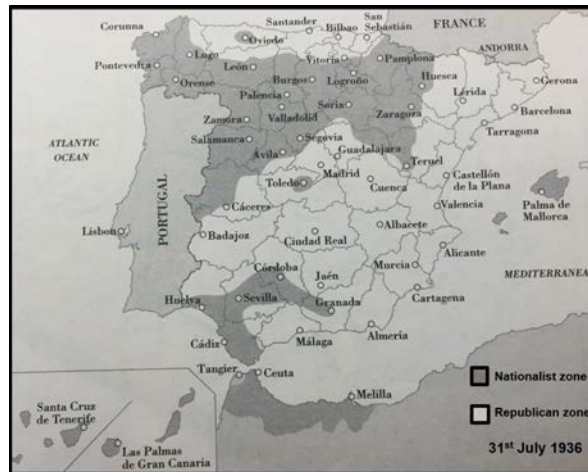 Corunna
Santander
San
Sebastián
FRANCE
Bilbao
Oviedo
Lugo
Vitoria
Pamplona
ANDORRA
Pontevedra
León
Burgos
Logroño
Huesca
Gerona
Orense
Palencia
Lérida
Zamora
Valladolid
Soria
Zaragoza
Barcelona
Salamanca
Segovia
Tarragona
ATLANTIC
OCEAN
Ávila
Guadalajara
Teruel
Castellón
de la Plana
Madrid
Toledo
Cuenca
Palma de
Mallorca
PORTUGAL
Cáceres
Valencia
Lisbon
Badajoz
Ciudad Real
Albacete
Alicante
Córdoba
Jaén
Murcia
MEDITERRANEA
Huelva
Sevilla
Granada
Cartagena
Cádiz
Málaga
Almería
Tangier
Ceuta
Melilla
Nationalist zone
Santa Cruz
de Tenerife
Republican zone
Las Palmas
de Gran Canaria
31st July 1936